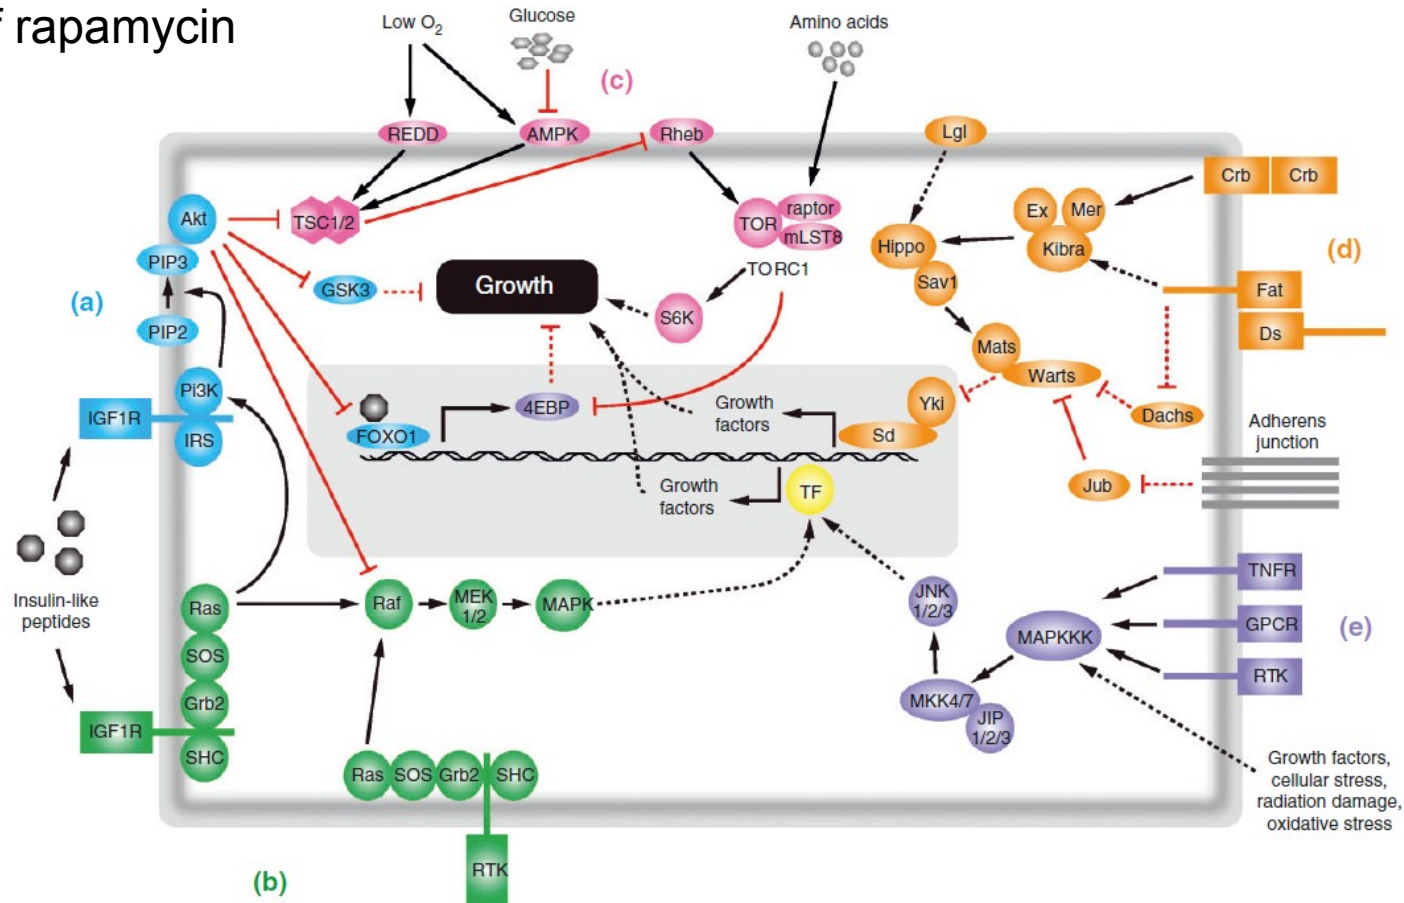 f rapamycin
Low O2
Glucose
Amino acids
(c)
REDD
AMPK
Rheb
Lgl
Crb
Crb
Akt
TSC1/2
TOR
raptor
mLST8
TORC1
Ex
Mer
Kibra
Hippo
Sav1
(d)
PIP3
(a)
GSK3
Growth
S6K
Fat
Ds
PIP2
Mats
Warts
Pi3K
IGF1R
IRS
FOXO1
4EBP
Growth
factors
Yki
Sd
Dachs
Adherens
junction
Growth
factors
TF
Jub
Insulin-like
peptides
Ras
Raf
MEK
1/2
MAPK
JNK
1/2/3
MAPKKK
TNFR
GPCR
RTK
(e)
SOS
Grb2
IGF1R
SHC
MKK4/7
JIP
1/2/3
Ras
SOS
Grb2
SHC
RTK
(b)
Growth factors,
cellular stress,
radiation damage,
oxidative stress